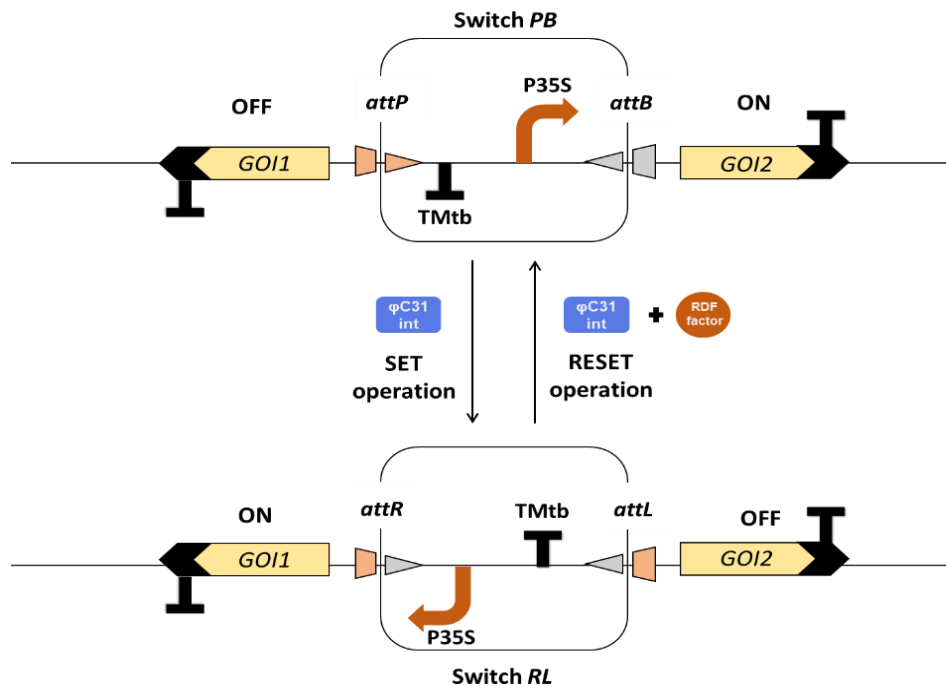 Switch PB
P35S
OFF
attP
attB
ON
GOI1
GOI2
TMtb
φC31
int
φC31
int
RDF
factor
SET
operation
RESET
operation
ON
attR
TMtb
attL
OFF
GOI1
GOI2
P35S
Switch RL